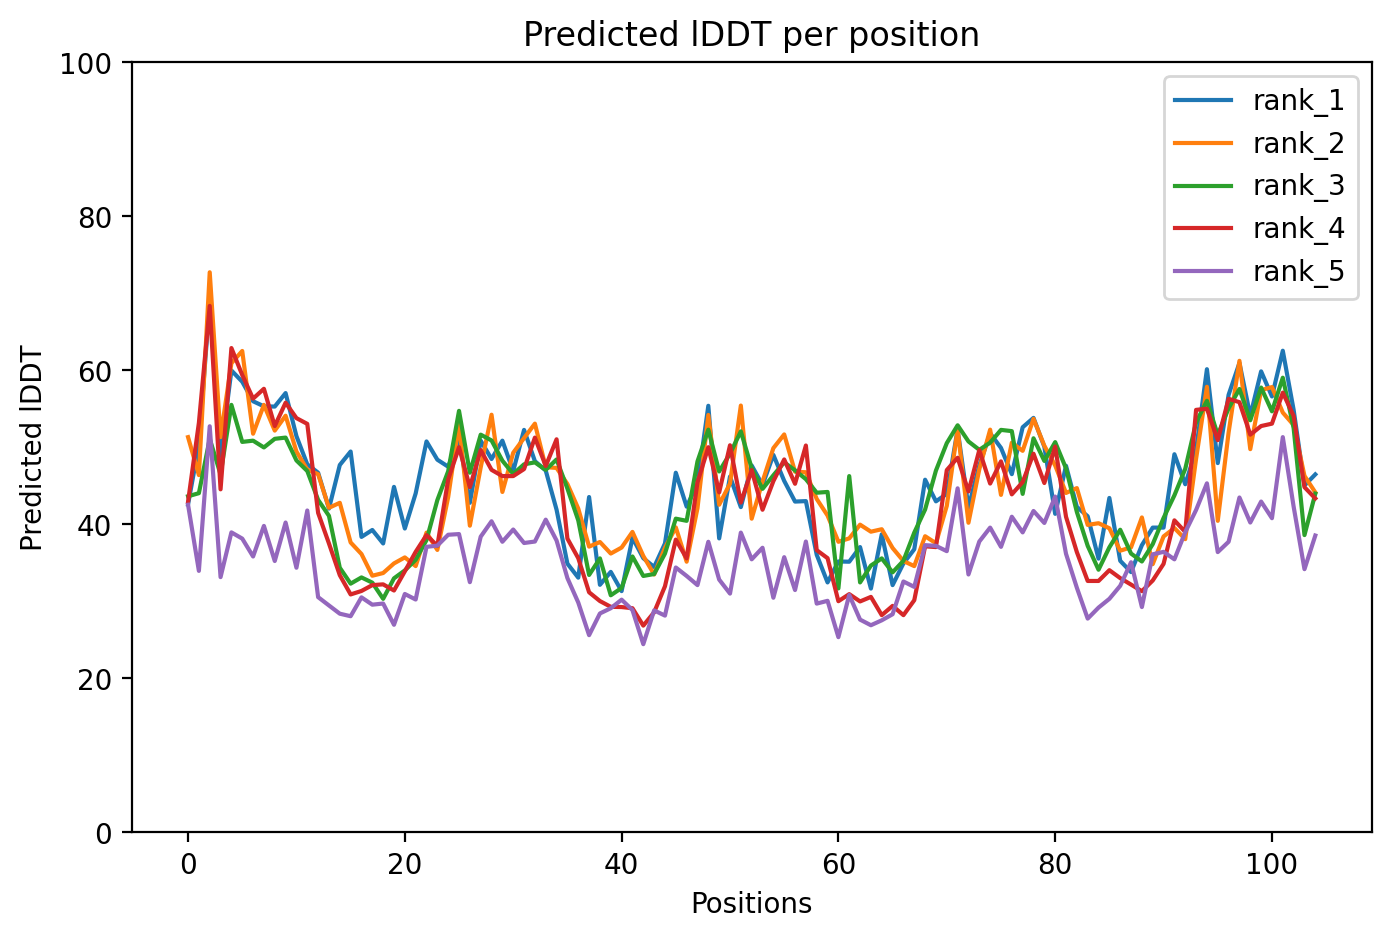 Predicted lDDT per position
100
80
60
40
20
0
Predicted lDDT
rank_1
rank_2
rank_3
rank_4
rank_5
0 20 40 60 80 100
Positions